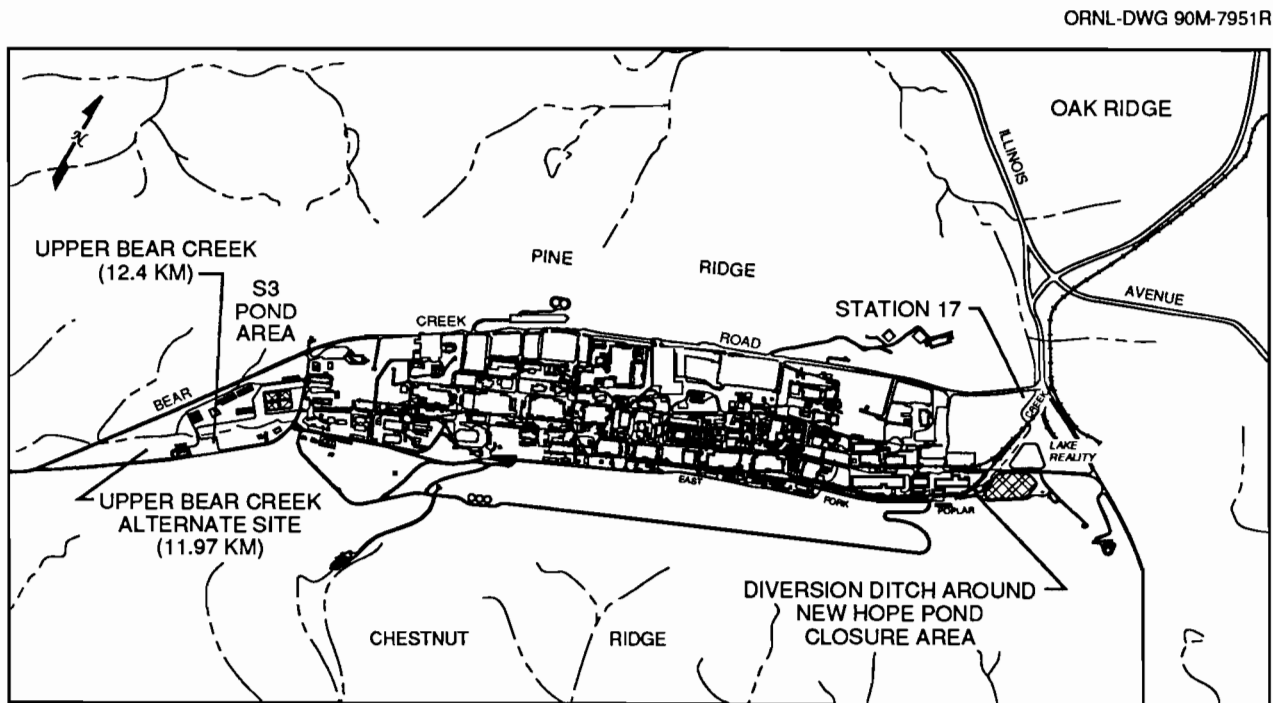 ORNL-DWG 90M-7951R
OAK RIDGE
ILLINOIS
AVENUE
UPPER BEAR CREEK
(12.4 KM)
S3
POND
AREA
PINE
RIDGE
STATION 17
BEAR
CREEK
ROAD
CREEK
LAKE
REALITY
EAST
FORK
POPLAR
UPPER BEAR CREEK
ALTERNATE SITE
(11.97 KM)
DIVERSION DITCH AROUND
NEW HOPE POND
CLOSURE AREA
CHESTNUT
RIDGE